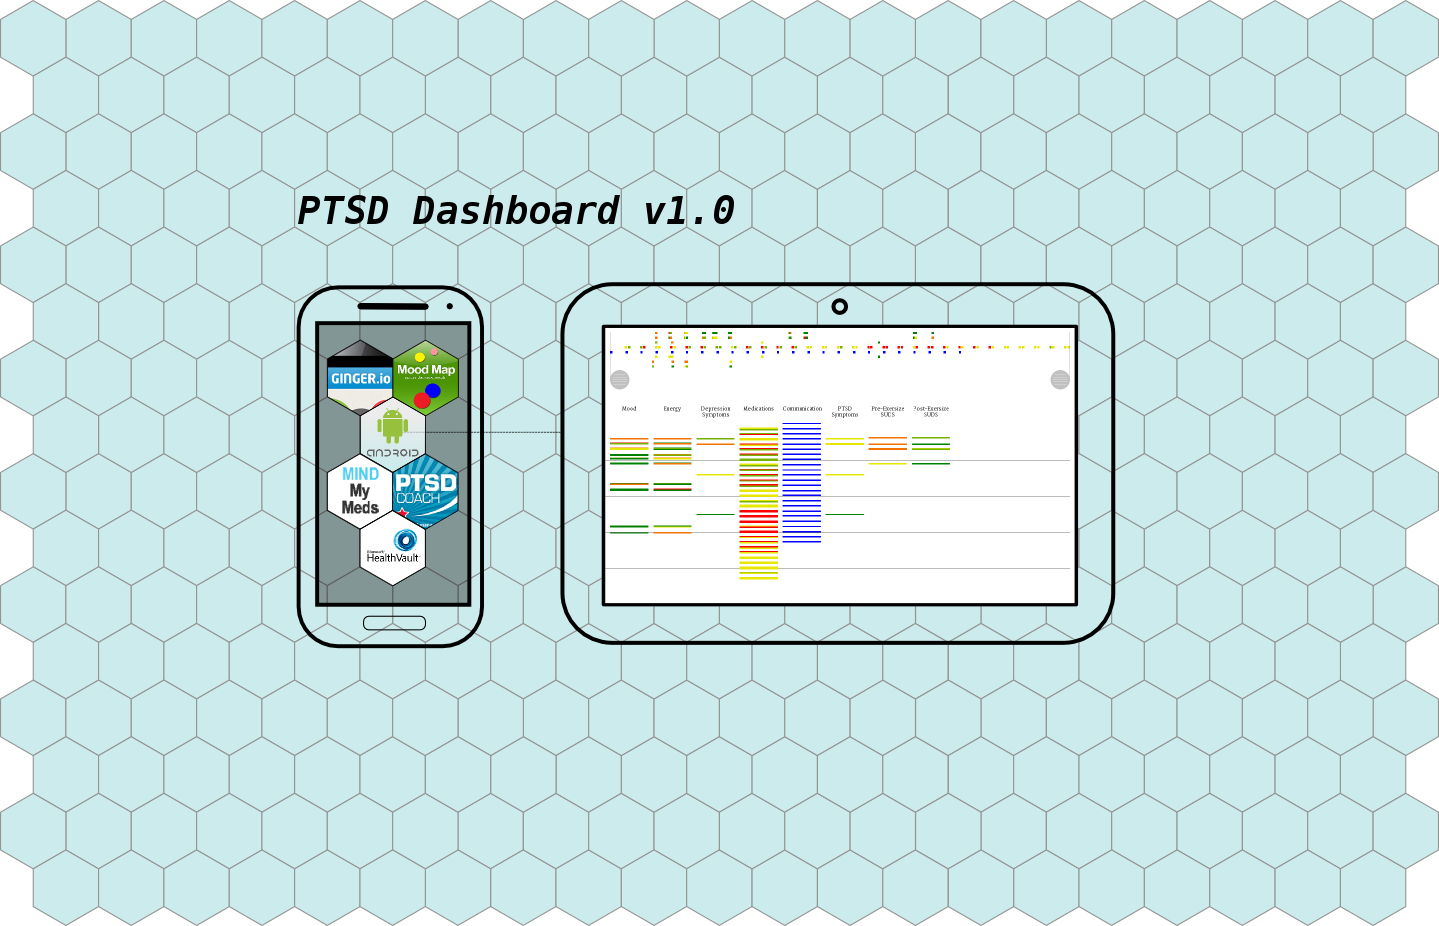 PTSD Dashboard v1.0
GINGER.io
Mood Map
ANDROID
MIND
My
Meds
PTSD
COACH
HealthVault
Mood Energy Depression Medications Communication PTSD Pre-Exersize Post-Exersize
Symptoms Symptoms SUDS SUDS